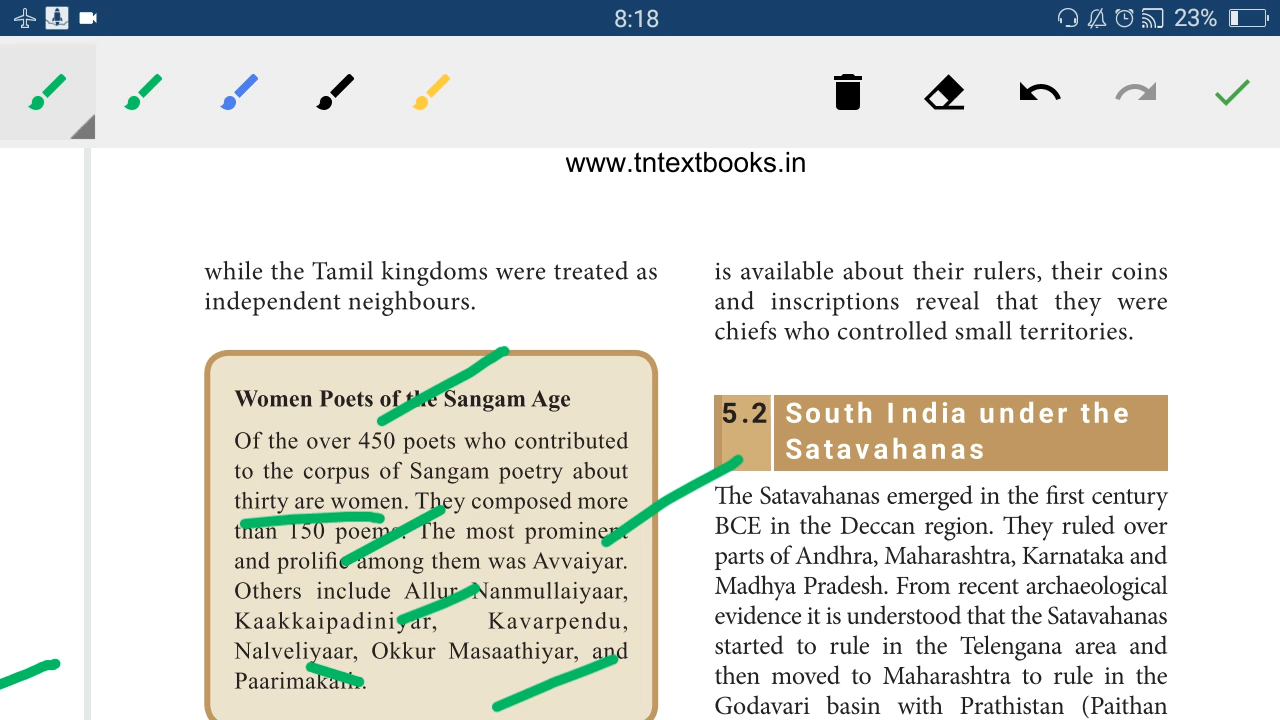 8:18
23%
www.tntextbooks.in
while the Tamil kingdoms were treated as
independent neighbours.
Women Poets of the Sangam Age
Of the over 450 poets who contributed
to the corpus of Sangam poetry about
thirty are women. They composed more
than 150 poems. The most prominent
and prolific among them was Avvaiyar.
Others include Allur Nanmullaiyaar,
Kaakkaipadiniyar, Kavarpendu,
Nalveliyaar, Okkur Masaathiyar, and
Paarimakalir.
is available about their rulers, their coins
and inscriptions reveal that they were
chiefs who controlled small territories.
5.2 South India under the
Satavahanas
The Satavahanas emerged in the first century
BCE in the Deccan region. They ruled over
parts of Andhra, Maharashtra, Karnataka and
Madhya Pradesh. From recent archaeological
evidence it is understood that the Satavahanas
started to rule in the Telengana area and
then moved to Maharashtra to rule in the
Godavari basin with Prathistan (Paithan